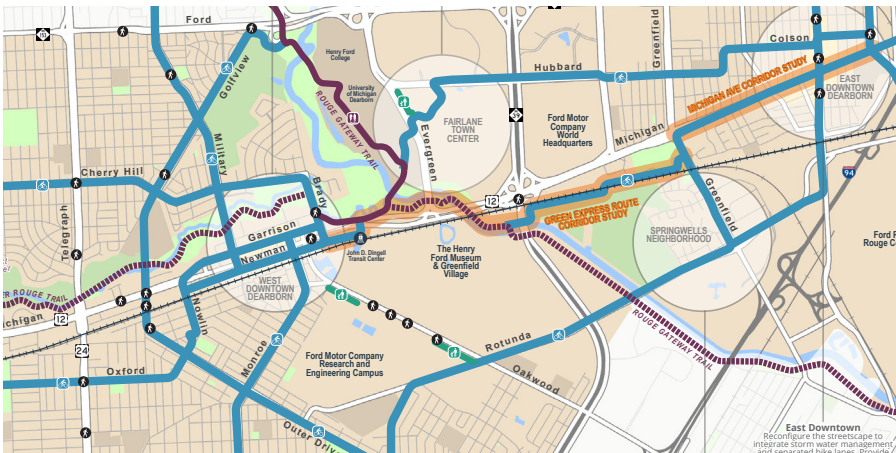 Ford
Henry Ford
College
University
of Michigan
Dearborn
ROUGE GATEWAY TRAIL
Golfview
Military
Evergreen
FAIRLANE
TOWN
CENTER
Hubbard
39
Ford Motor
Company
World
Headquarters
Greenfield
Colson
MICHIGAN AVE CORRIDOR STUDY
EAST
DOWNTOWN
DEARBORN
Michigan
94
Cherry Hill
Brady
12
GREEN EXPRESS ROUTE
CORRIDOR STUDY
Greenfield
SPRINGWELLS
NEIGHBORHOOD
Telegraph
Garrison
Newman
John D. Dingell
Transit Center
The Henry
Ford Museum
& Greenfield
Village
Ford R
Rouge Co
ER ROUGE TRAIL
WEST
DOWNTOWN
DEARBORN
ichigan
12
24
Nowlin
Monroe
Ford Motor Company
Research and
Engineering Campus
Rotunda
Oakwood
ROUGE GATEWAY TRAIL
Oxford
Outer Driv
East Downtown
Reconfigure the streetscape to
integrate storm water management
and separated bike lanes. Provide